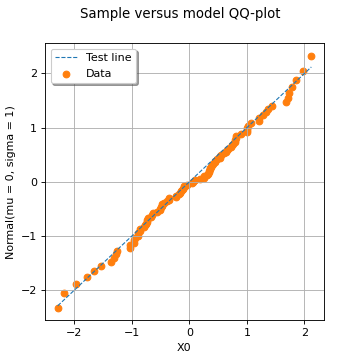 Sample versus model QQ-plot
Test line
Data
Normal(mu = 0, sigma = 1)
2
1
0
−1
−2
−2
−1
0
1
2
X0